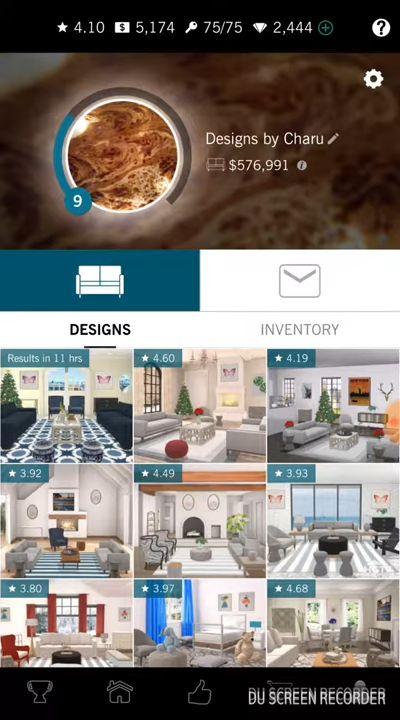 ★ 4.10 $ 5,174 75/75 2,444
?
Designs by Charu
$576,991 i
9
DESIGNS INVENTORY
Results in 11 hrs ★ 4.60 ★ 4.19
★ 3.92 ★ 4.49 ★ 3.93
★ 3.80 ★ 3.97 ★ 4.68
DU SCREEN RECORDER